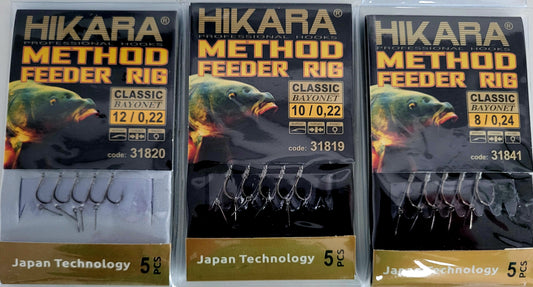 HIKARA®
PROFESSIONAL HOOKS
METHOD
FEEDER RIG
CLASSIC
BAYONET
12 / 0,22
code: 31820
Japan Technology
5 PCS
HIKARA®
PROFESSIONAL HOOKS
METHOD
FEEDER RIG
CLASSIC
BAYONET
10 / 0,22
code: 31819
Japan Technology
5 PCS
HIKARA®
PROFESSIONAL HOOKS
METHOD
FEEDER RIG
CLASSIC
BAYONET
8 / 0,24
code: 31841
Japan Technology
5 PCS